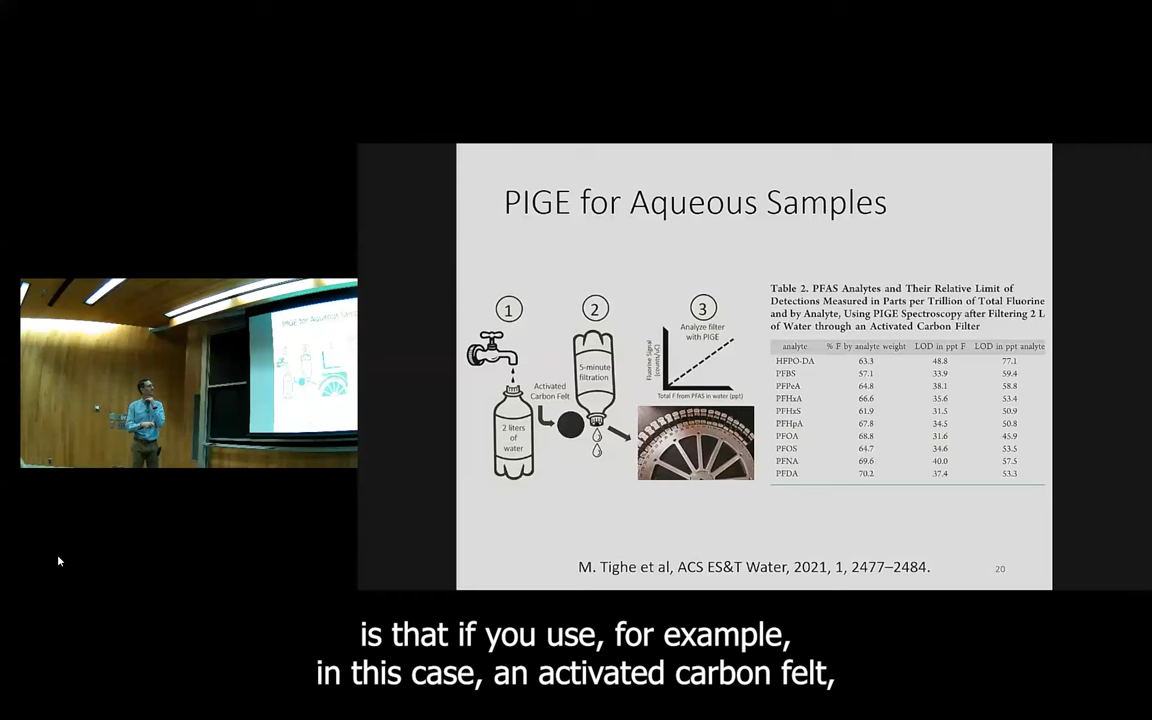 PIGE for Aqueous Samples
1
2
3
Analyze filter
with PIGE
Fluorine Signal
(counts/uC)
Total F from PFAS in water (ppt)
5-minute
filtration
Activated
Carbon Felt
2 liters
of
water
Table 2. PFAS Analytes and Their Relative Limit of
Detections Measured in Parts per Trillion of Total Fluorine
and by Analyte, Using PIGE Spectroscopy after Filtering 2 L
of Water through an Activated Carbon Filter
analyte % F by analyte weight LOD in ppt F LOD in ppt analyte
HFPO-DA 63.3 48.8 77.1
PFBS 57.1 33.9 59.4
PFPeA 64.8 38.1 58.8
PFHxA 66.6 35.6 53.4
PFHxS 61.9 31.5 50.9
PFHpA 67.8 34.5 50.8
PFOA 68.8 31.6 45.9
PFOS 64.7 34.6 53.5
PFNA 69.6 40.0 57.5
PFDA 70.2 37.4 53.3
PIGE for Aqueous Samp
M. Tighe et al, ACS ES&T Water, 2021, 1, 2477–2484.
20
is that if you use, for example,
in this case, an activated carbon felt,